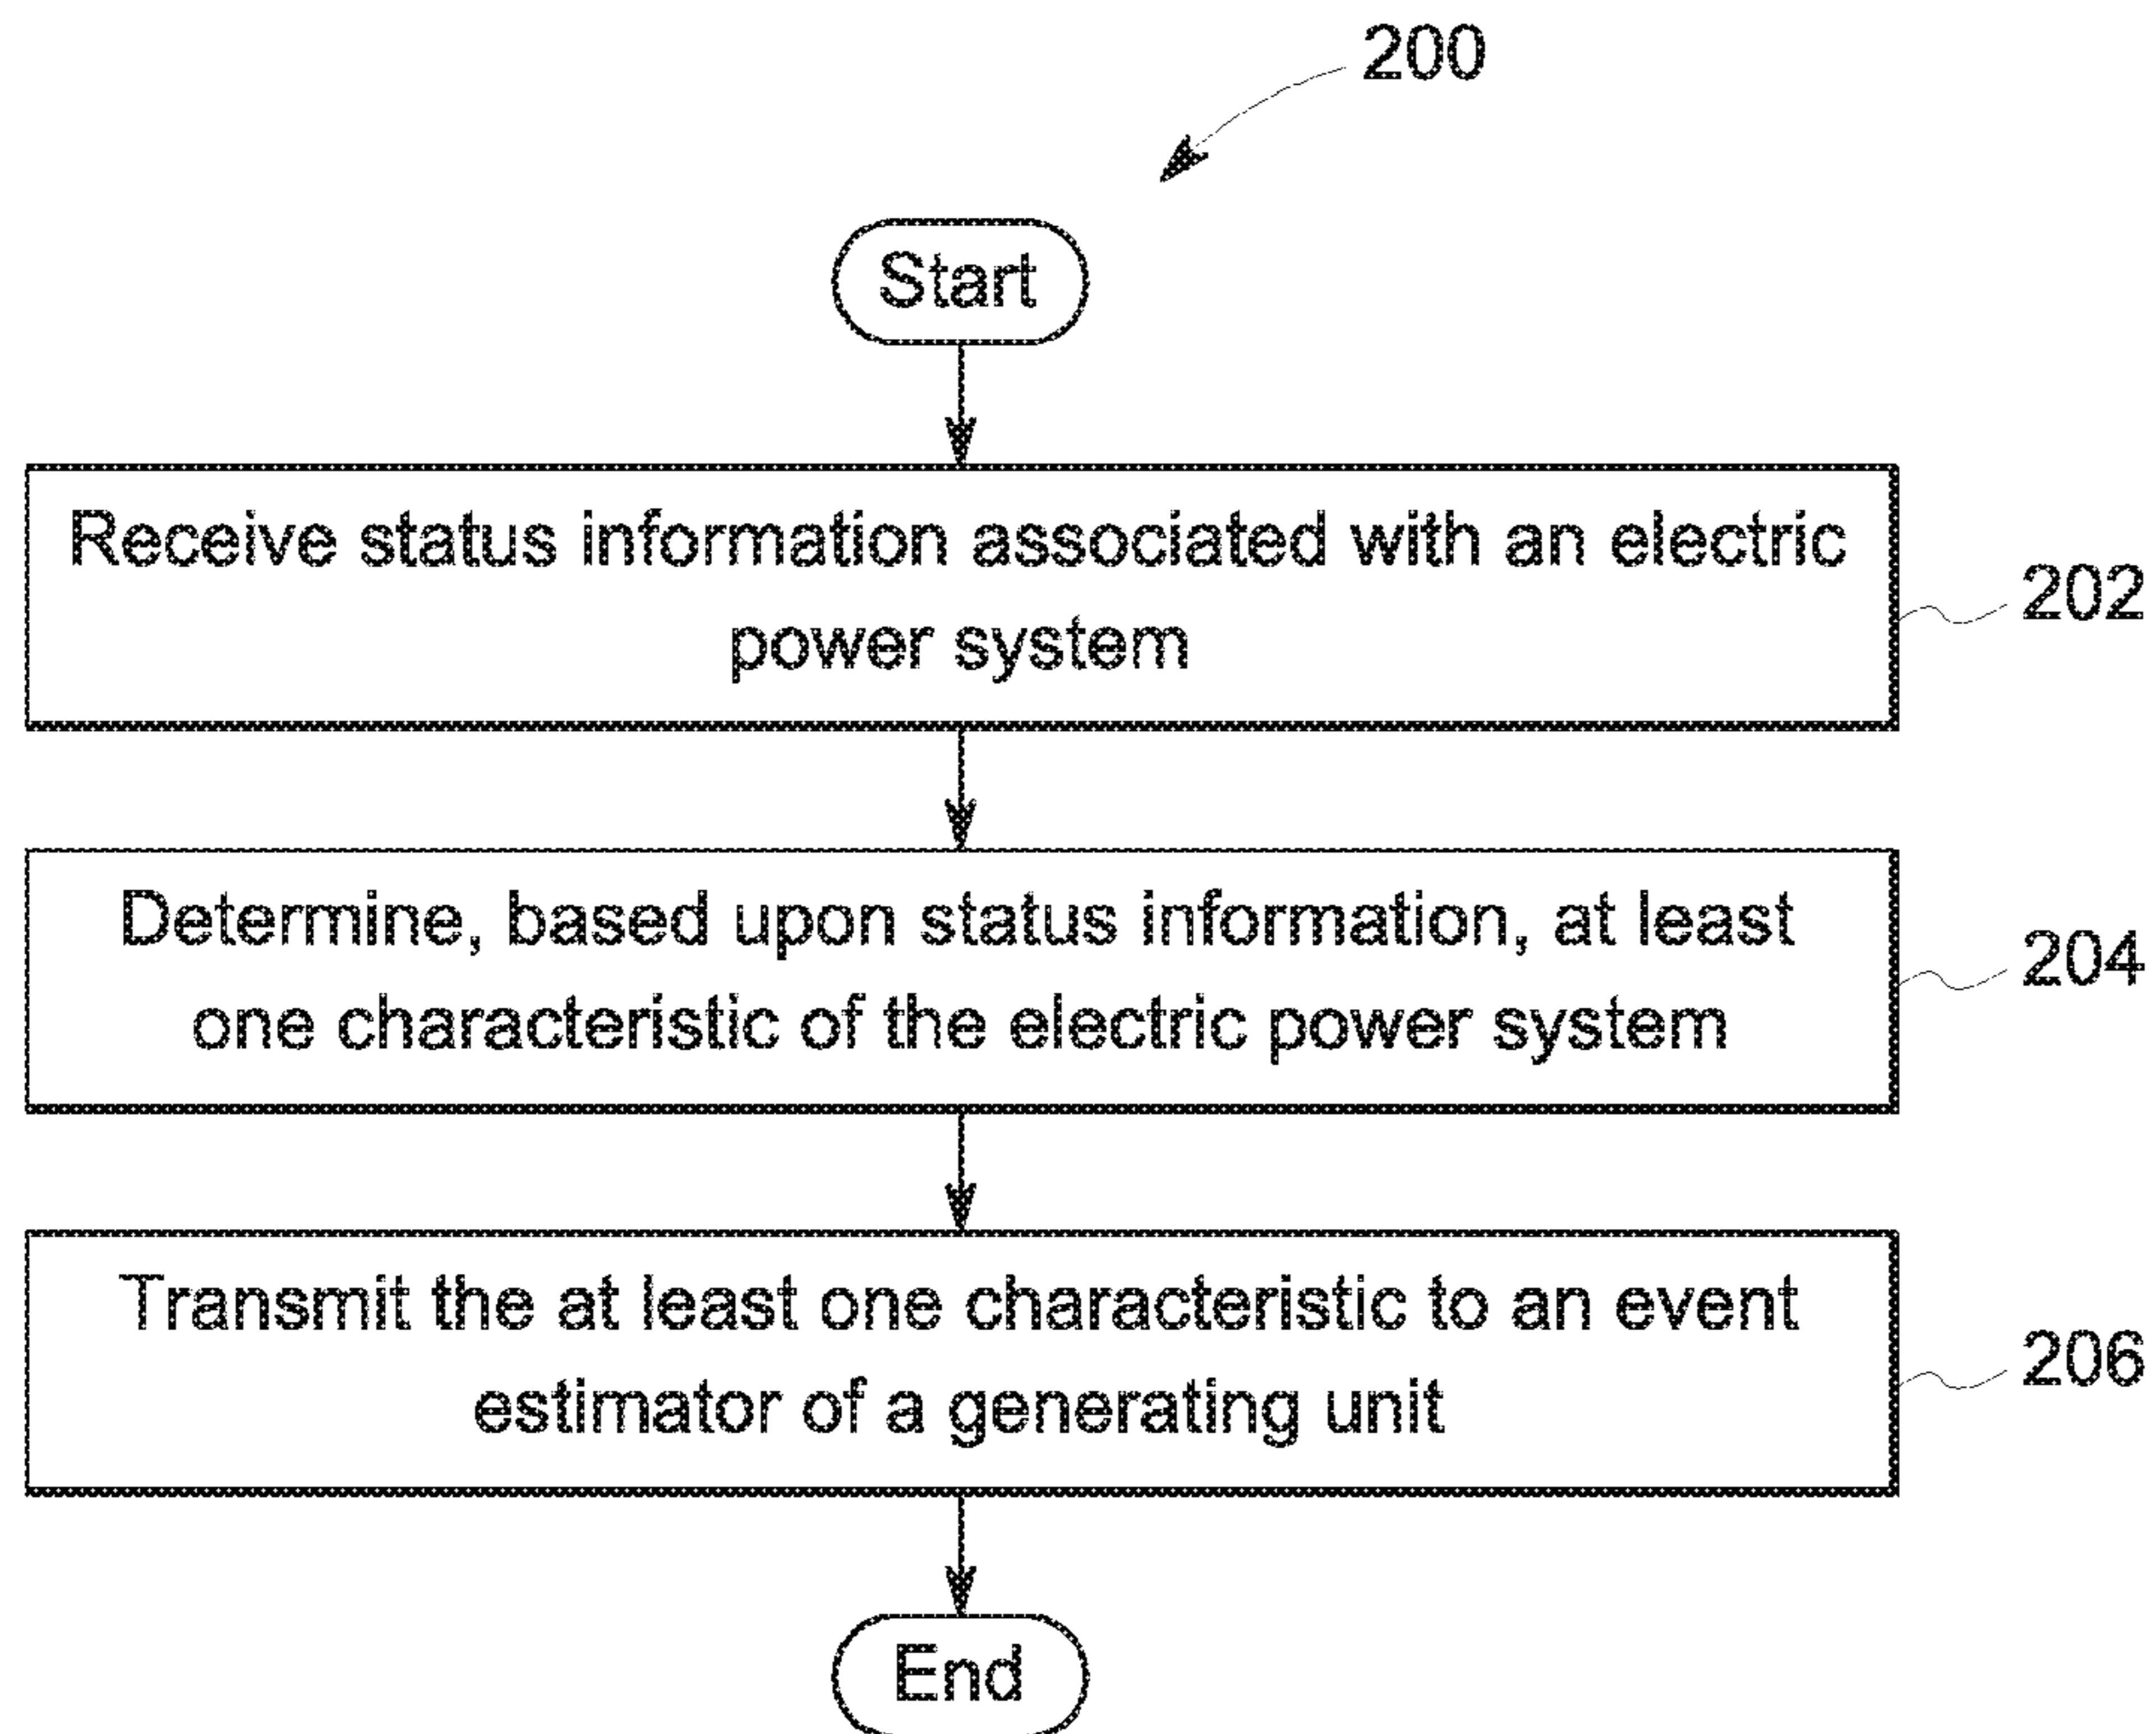 200
Start
Receive status information associated with an electric
power system
202
Determine, based upon status information, at least
one characteristic of the electric power system
204
Transmit the at least one characteristic to an event
estimator of a generating unit
206
End